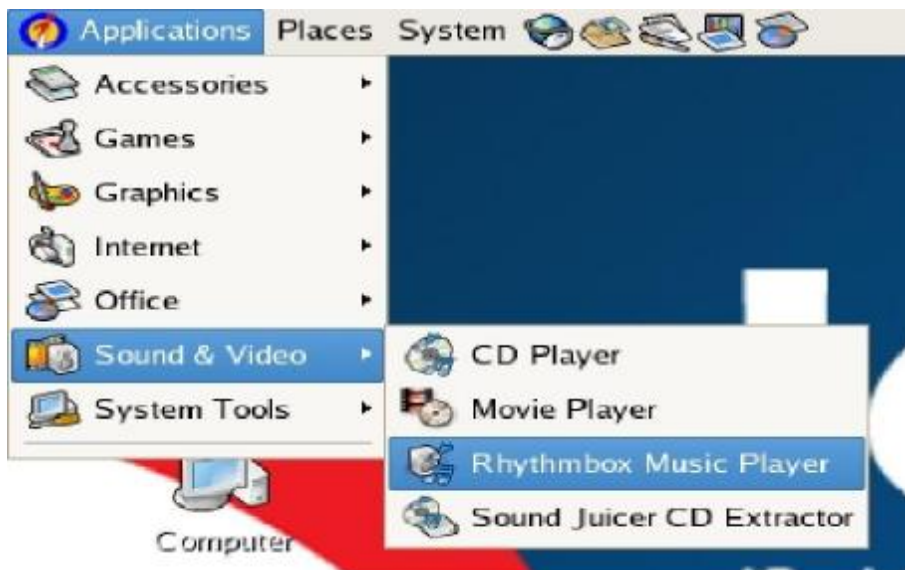 Applications Places System
Accessories
Games
Graphics
Internet
Office
Sound & Video
CD Player
Movie Player
System Tools
Rhythmbox Music Player
Sound Juicer CD Extractor
Computer